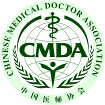 CHINESE MEDICAL DOCTOR ASSOCIATION
CMDA
中国医师协会